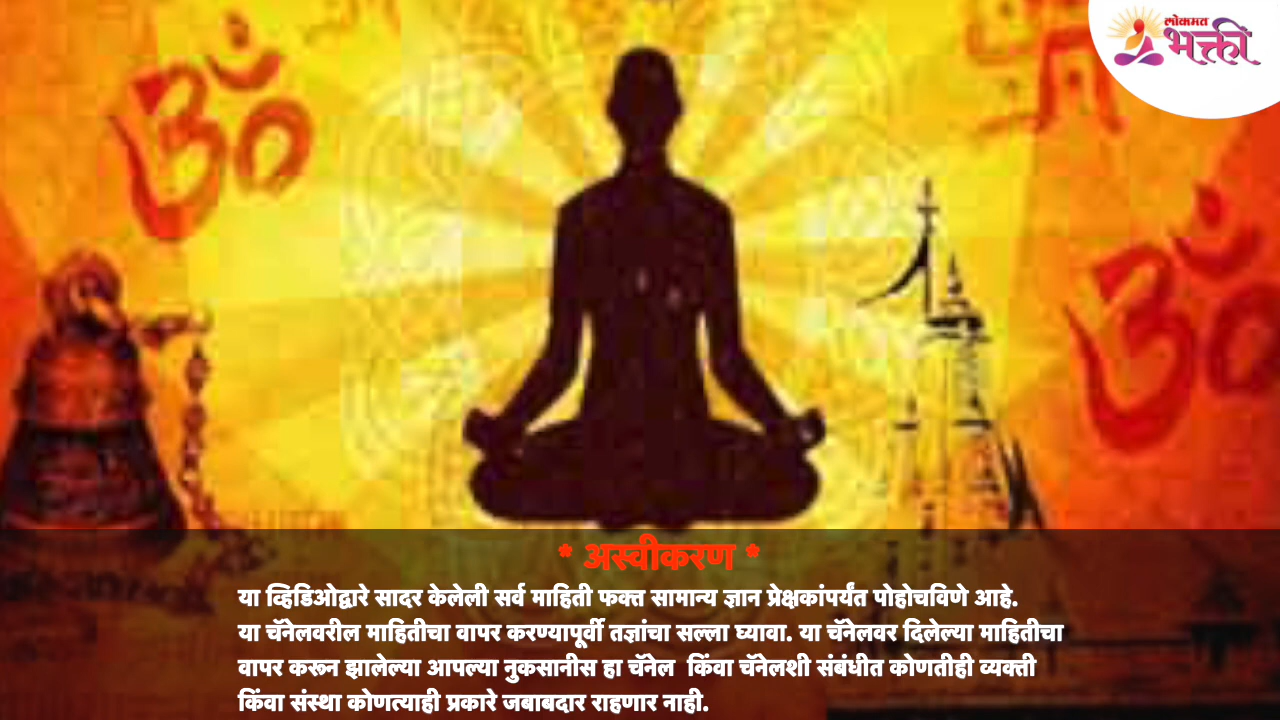 लोकमत
भक्ती
ॐ
ॐ
* अस्वीकरण *
या व्हिडिओद्वारे सादर केलेली सर्व माहिती फक्त सामान्य ज्ञान प्रेक्षकांपर्यंत पोहोचविणे आहे.
या चॅनेलवरील माहितीचा वापर करण्यापूर्वी तज्ञांचा सल्ला घ्यावा. या चॅनेलवर दिलेल्या माहितीचा
वापर करून झालेल्या आपल्या नुकसानीस हा चॅनेल किंवा चॅनेलशी संबंधीत कोणतीही व्यक्ती
किंवा संस्था कोणत्याही प्रकारे जबाबदार राहणार नाही.